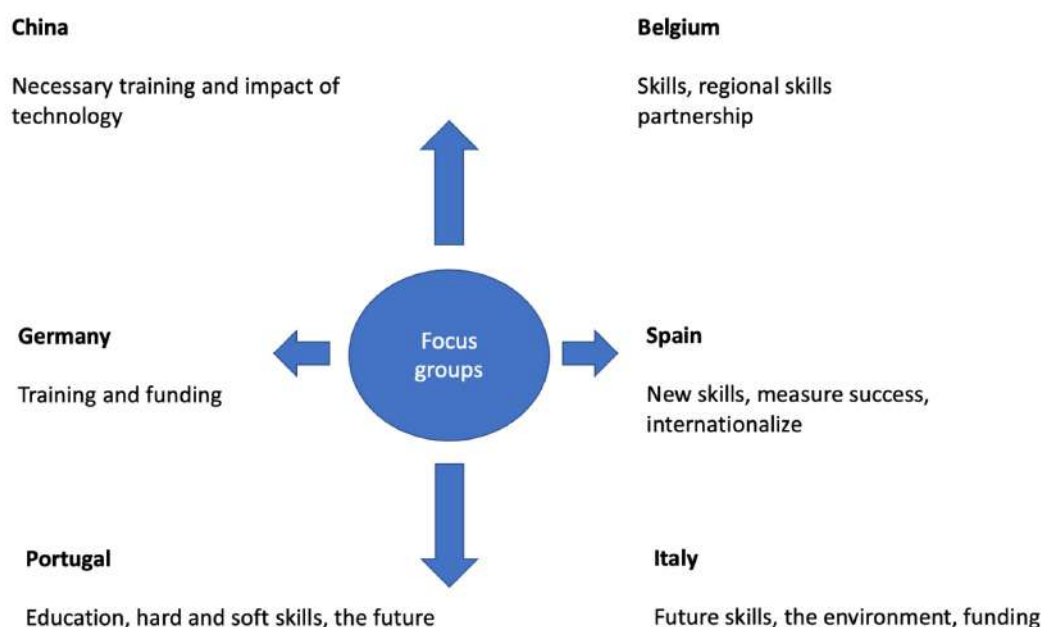 China
Necessary training and impact of
technology
Belgium
Skills, regional skills
partnership
Germany
Training and funding
Focus
groups
Spain
New skills, measure success,
internationalize
Portugal
Education, hard and soft skills, the future
Italy
Future skills, the environment, funding